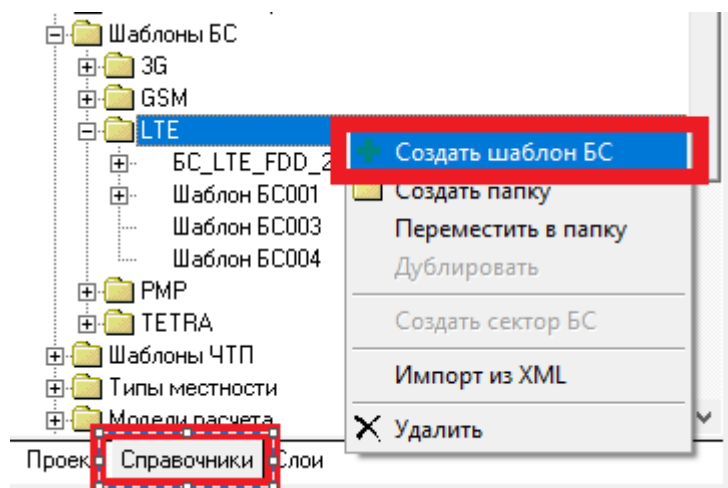 Шаблоны БС
3G
GSM
LTE
БС_LTE_FDD_2
Шаблон БС001
Шаблон БС003
Шаблон БС004
PMP
TETRA
Шаблоны ЧТП
Типы местности
Модели расчета
Создать шаблон БС
Создать папку
Переместить в папку
Дублировать
Создать сектор БС
Импорт из XML
Удалить
Проек Справочники Слои